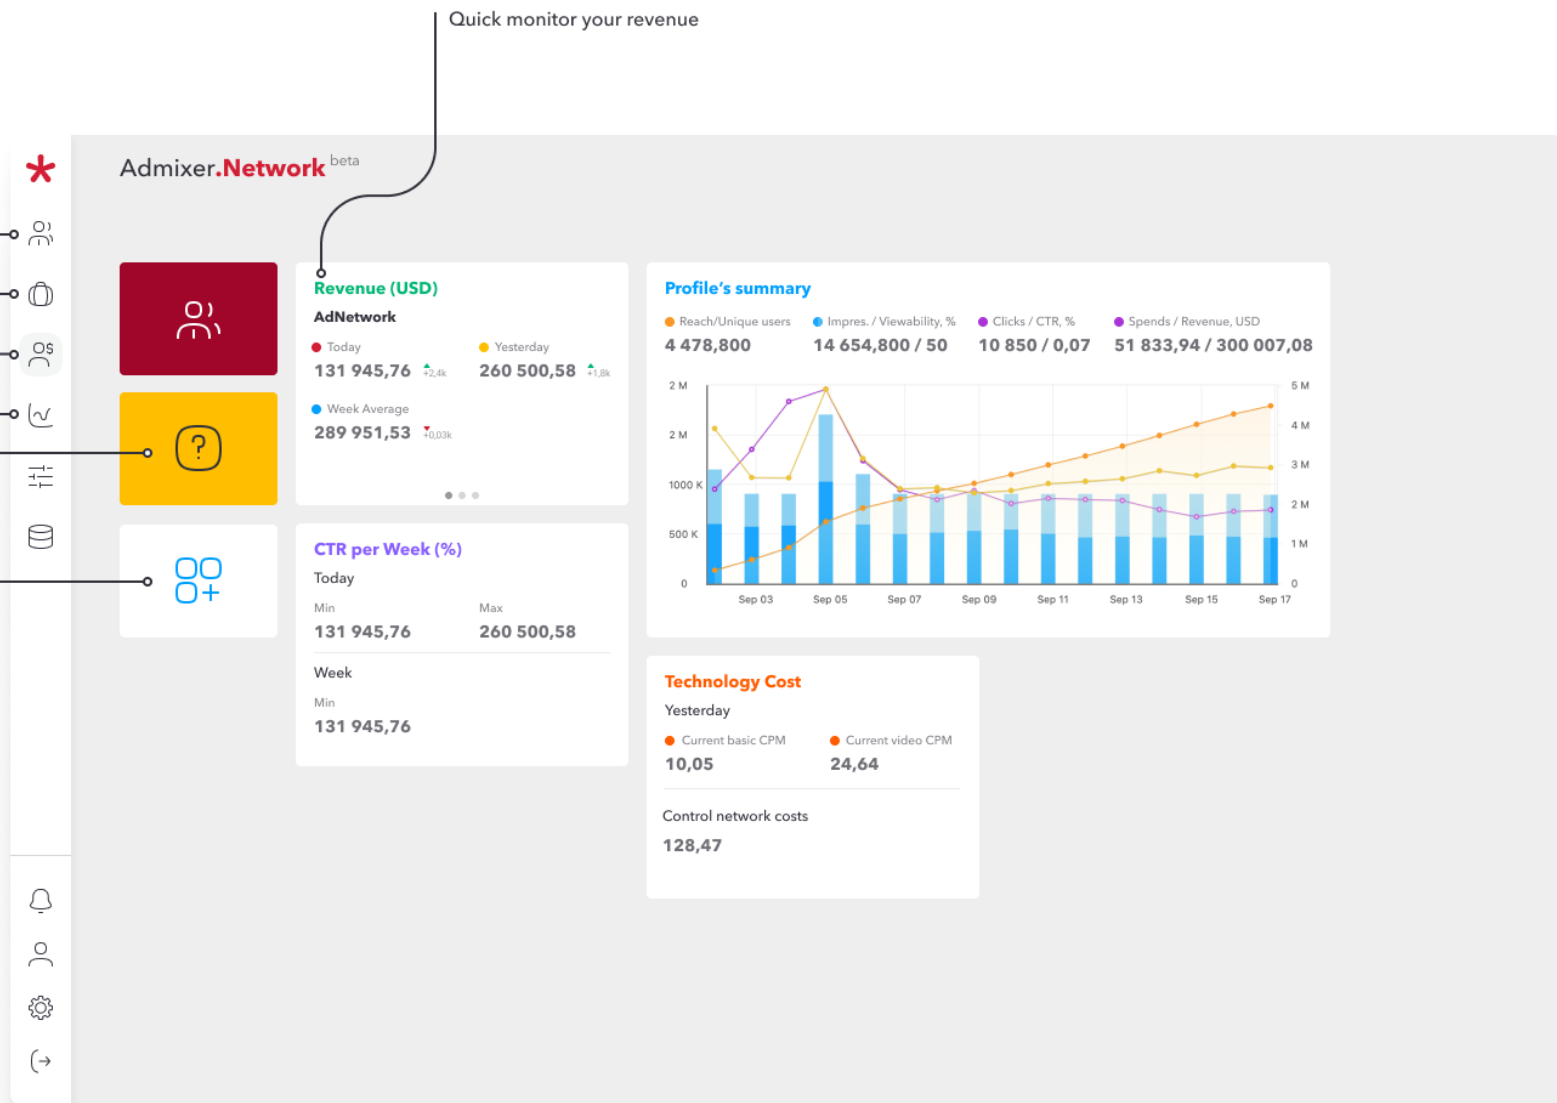 Quick monitor your revenue
Admixer.Network beta
Revenue (USD)
AdNetwork
Today
Yesterday
131 945,76 +2,4k
260 500,58 +1,8k
Week Average
289 951,53 +0,03k
CTR per Week (%)
Today
Min
Max
131 945,76
260 500,58
Week
Min
131 945,76
Profile's summary
Reach/Unique users
Impres. / Viewability, %
Clicks / CTR, %
Spends / Revenue, USD
4 478,800
14 654,800 / 50
10 850 / 0,07
51 833,94 / 300 007,08
2 M
2 M
1000 K
500 K
0
5 M
4 M
3 M
2 M
1 M
0
Sep 03
Sep 05
Sep 07
Sep 09
Sep 11
Sep 13
Sep 15
Sep 17
Technology Cost
Yesterday
Current basic CPM
Current video CPM
10,05
24,64
Control network costs
128,47